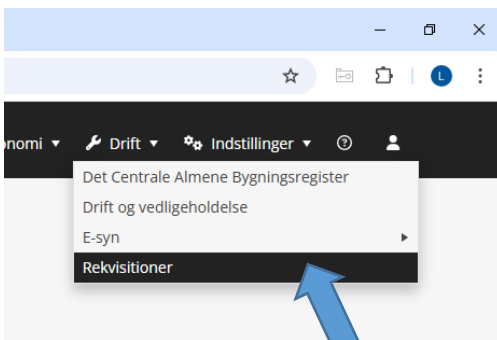 L
onomi Drift Indstillinger
Det Centrale Almene Bygningsregister
Drift og vedligeholdelse
E-syn
Rekvisitioner